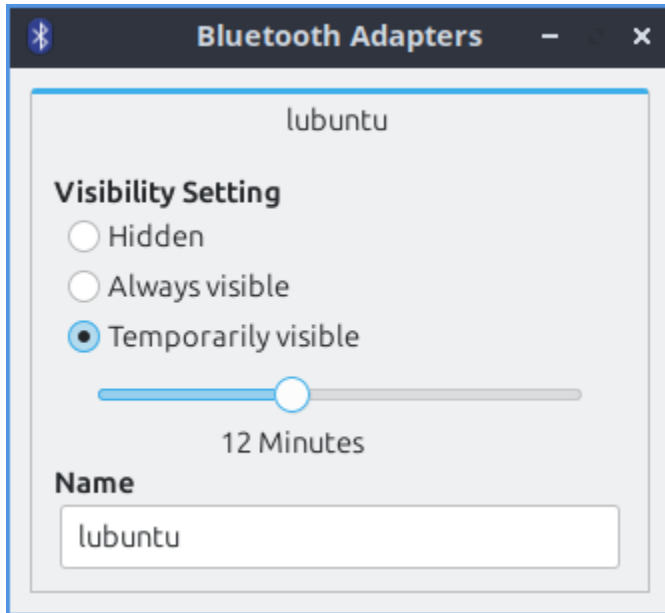 Bluetooth Adapters
lubuntu
Visibility Setting
Hidden
Always visible
Temporarily visible
12 Minutes
Name
lubuntu